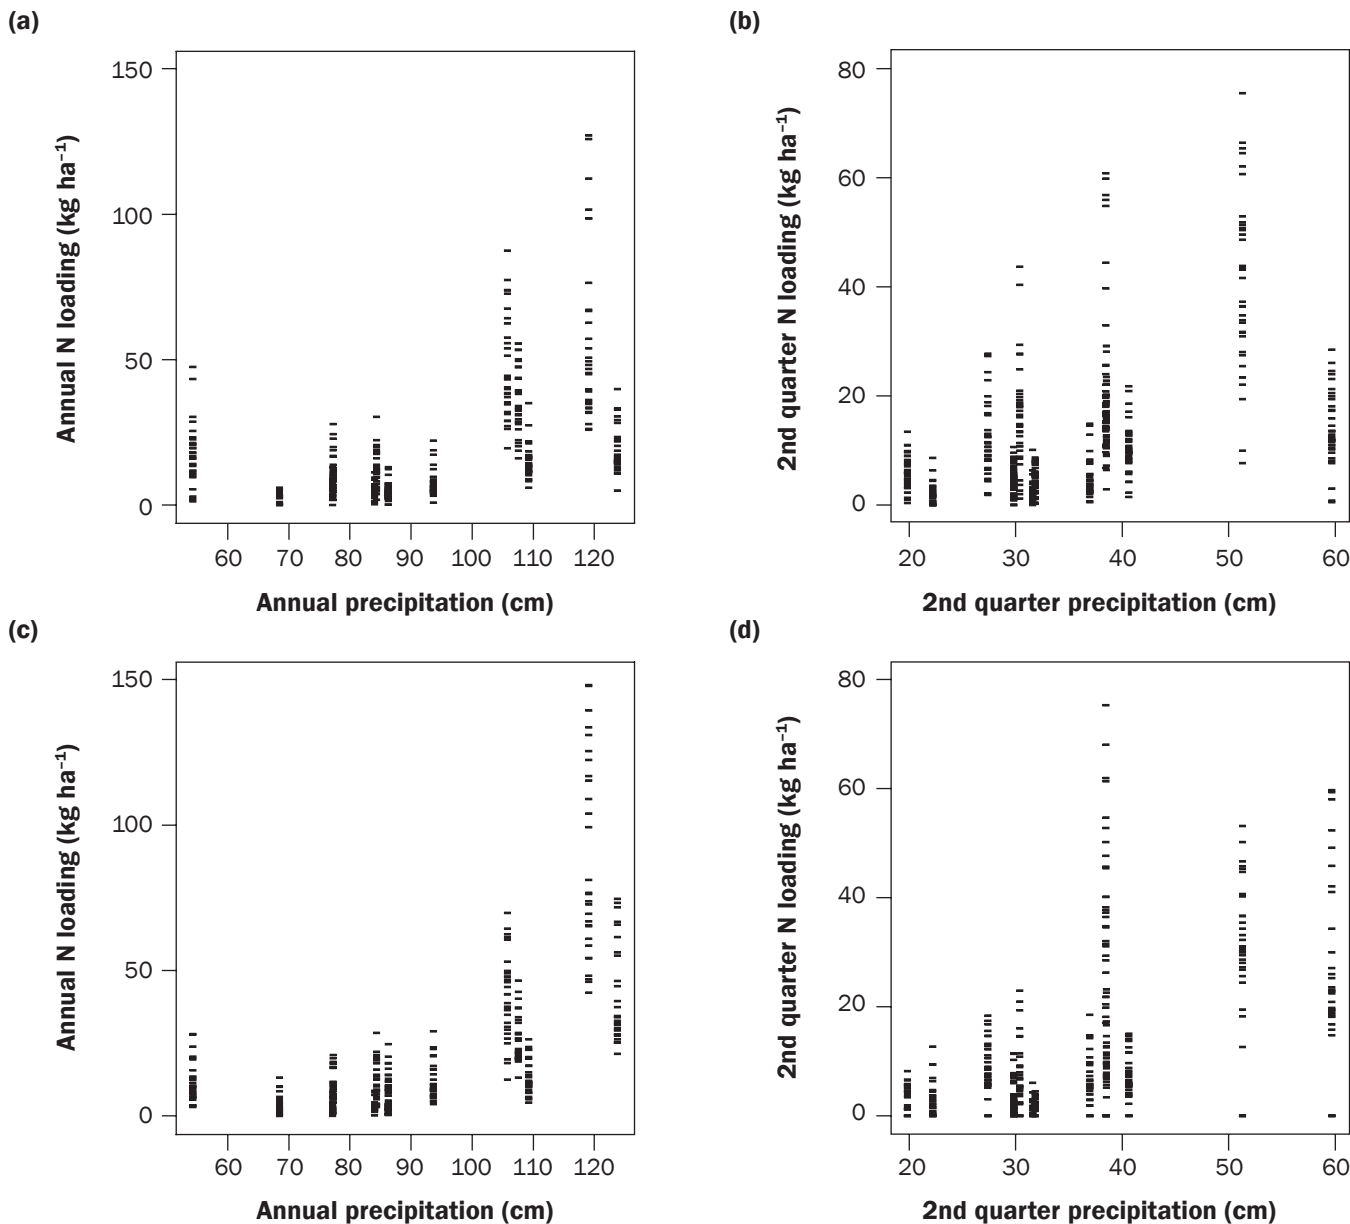 (a)
150
100
50
0
Annual N loading (kg ha⁻¹)
60 70 80 90 100 110 120
Annual precipitation (cm)
(b)
80
60
40
20
0
2nd quarter N loading (kg ha⁻¹)
20 30 40 50 60
2nd quarter precipitation (cm)
(c)
150
100
50
0
Annual N loading (kg ha⁻¹)
60 70 80 90 100 110 120
Annual precipitation (cm)
(d)
80
60
40
20
0
2nd quarter N loading (kg ha⁻¹)
20 30 40 50 60
2nd quarter precipitation (cm)